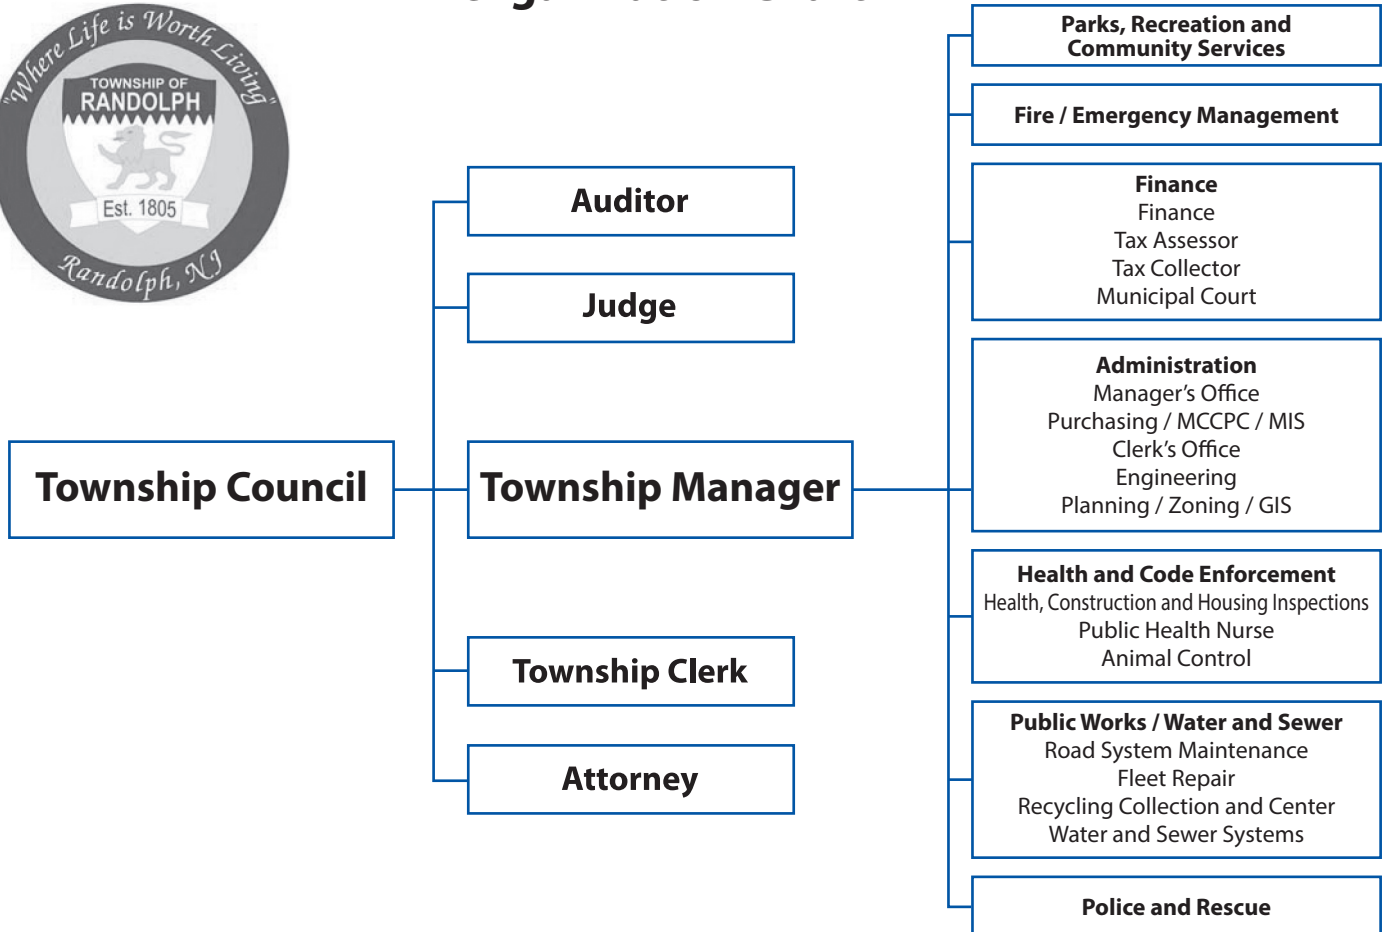 "Where Life is Worth Living"
TOWNSHIP OF
RANDOLPH
Est. 1805
Randolph, NJ
Township Council
Auditor
Judge
Township Manager
Township Clerk
Attorney
Parks, Recreation and
Community Services
Fire / Emergency Management
Finance
Finance
Tax Assessor
Tax Collector
Municipal Court
Administration
Manager’s Office
Purchasing / MCCPC / MIS
Clerk’s Office
Engineering
Planning / Zoning / GIS
Health and Code Enforcement
Health, Construction and Housing Inspections
Public Health Nurse
Animal Control
Public Works / Water and Sewer
Road System Maintenance
Fleet Repair
Recycling Collection and Center
Water and Sewer Systems
Police and Rescue